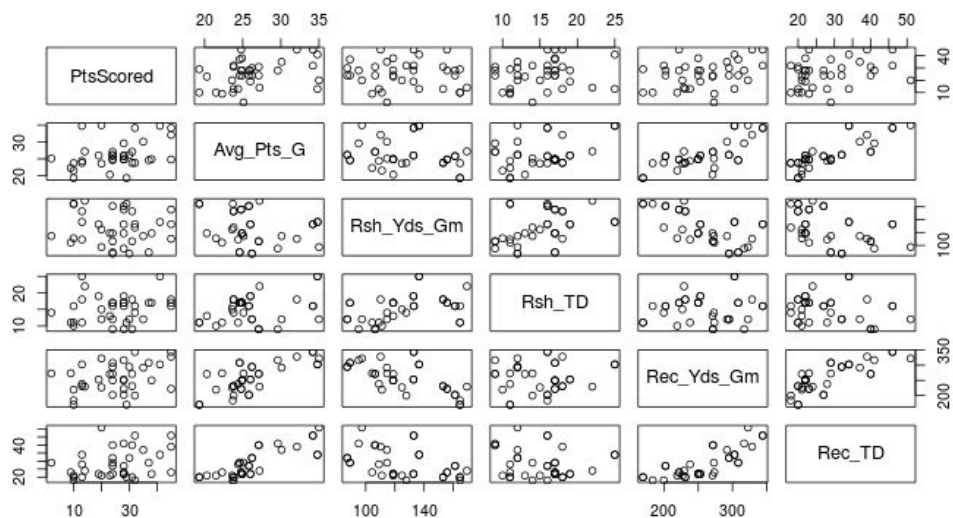 20 25 30 35 10 15 20 25 20 30 40 50
PtsScored 10 40
20 30 Avg_Pts_G
Rsh_Yds_Gm 100
10 20 Rsh_TD
Rec_Yds_Gm 200 350
20 40 Rec_TD
10 30 100 140 200 300